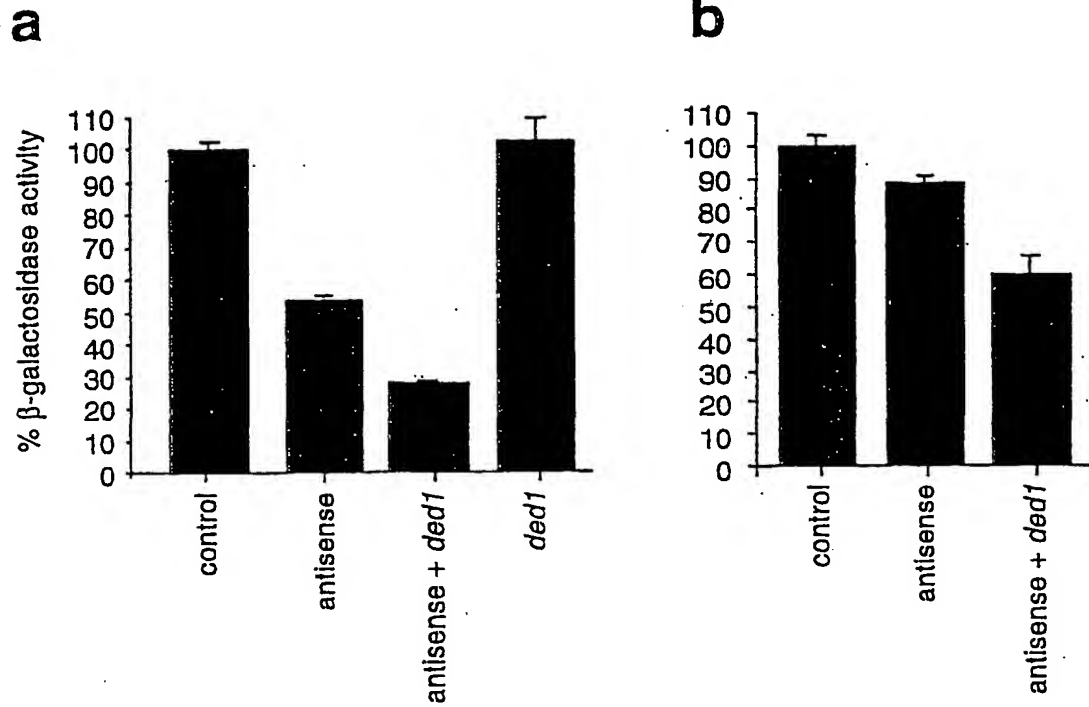 a
% β-galactosidase activity
110
100
90
80
70
60
50
40
30
20
10
0
control
antisense
antisense + ded1
ded1
b
110
100
90
80
70
60
50
40
30
20
10
0
control
antisense
antisense + ded1